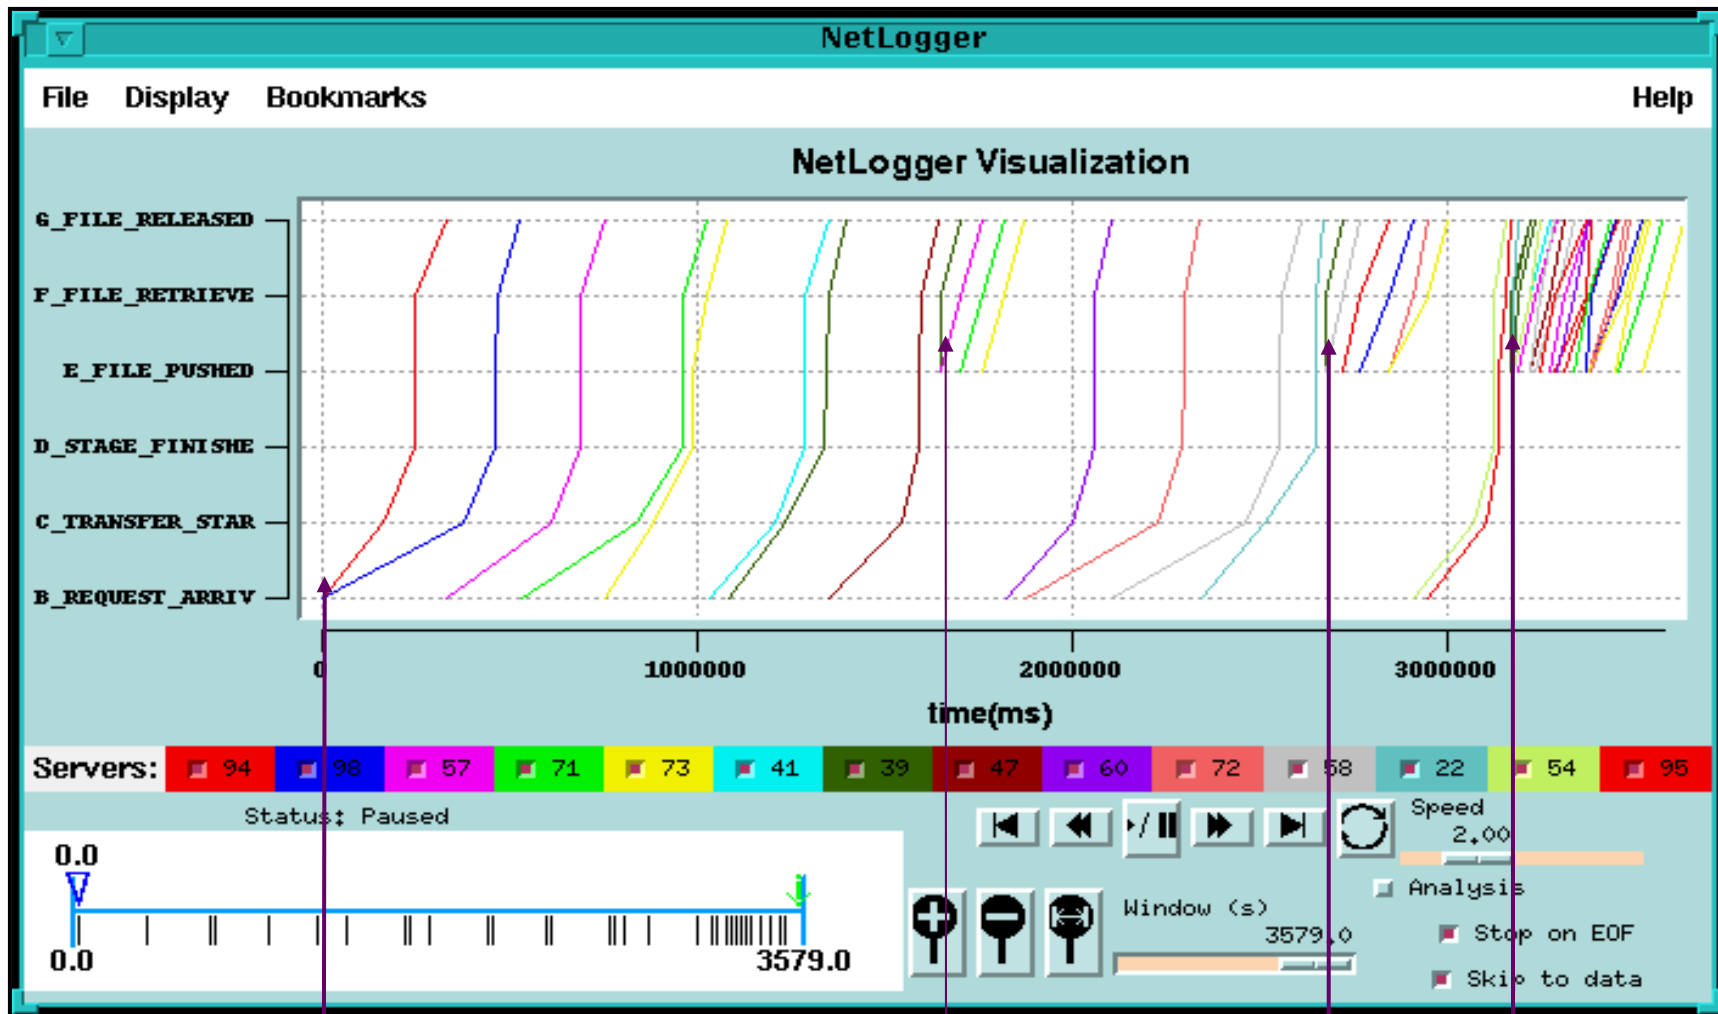 NetLogger
File Display Bookmarks Help
NetLogger Visualization
G_FILE_RELEASED
F_FILE_RETRIEVE
E_FILE_PUSHED
D_STAGE_FINISHE
C_TRANSFER_STAR
B_REQUEST_ARRIV
0 1000000 2000000 3000000
time(ms)
Servers: 94 98 57 71 73 41 39 47 60 72 58 22 54 95
Status: Paused
Speed
2.00
0.0
Analysis
Window (s)
3579.0
Stop on EOF
0.0 3579.0
Skip to data